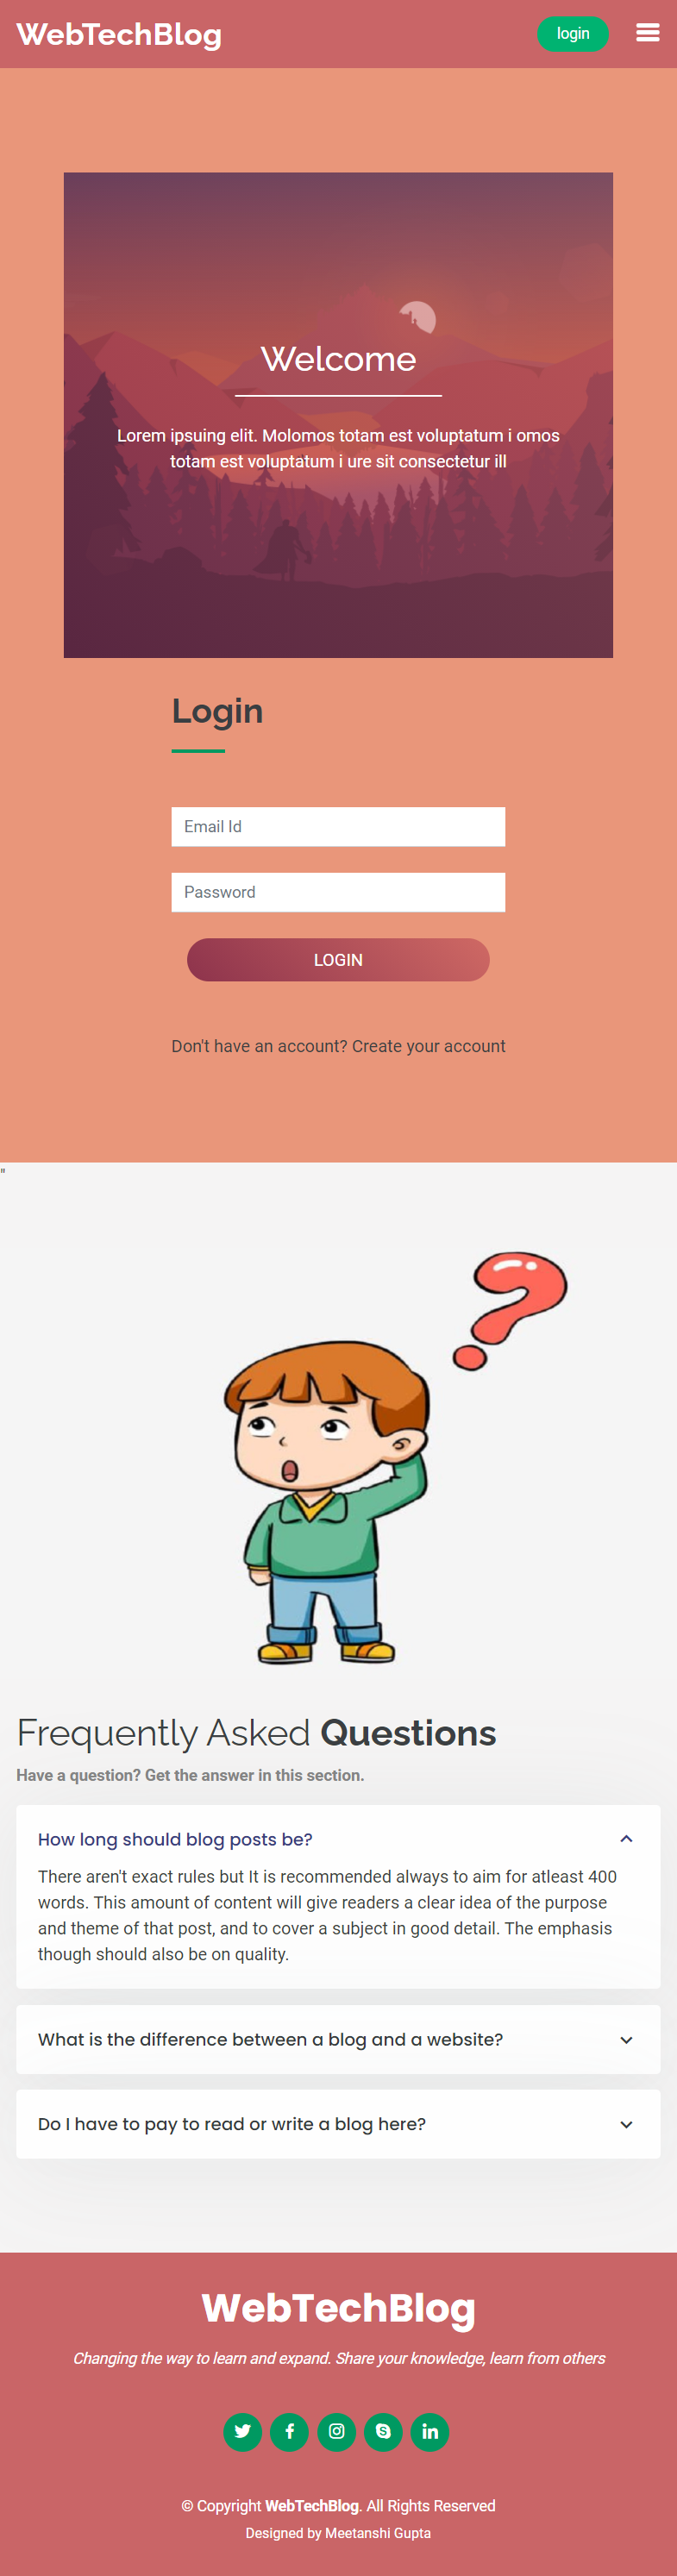 WebTechBlog
login
Welcome
Lorem ipsuing elit. Molomos totam est voluptatum i omos
totam est voluptatum i ure sit consectetur ill
Login
Email Id
Password
LOGIN
Don't have an account? Create your account
"
Frequently Asked Questions
Have a question? Get the answer in this section.
How long should blog posts be?
There aren't exact rules but It is recommended always to aim for atleast 400
words. This amount of content will give readers a clear idea of the purpose
and theme of that post, and to cover a subject in good detail. The emphasis
though should also be on quality.
What is the difference between a blog and a website?
Do I have to pay to read or write a blog here?
WebTechBlog
Changing the way to learn and expand. Share your knowledge, learn from others
© Copyright WebTechBlog. All Rights Reserved
Designed by Meetanshi Gupta